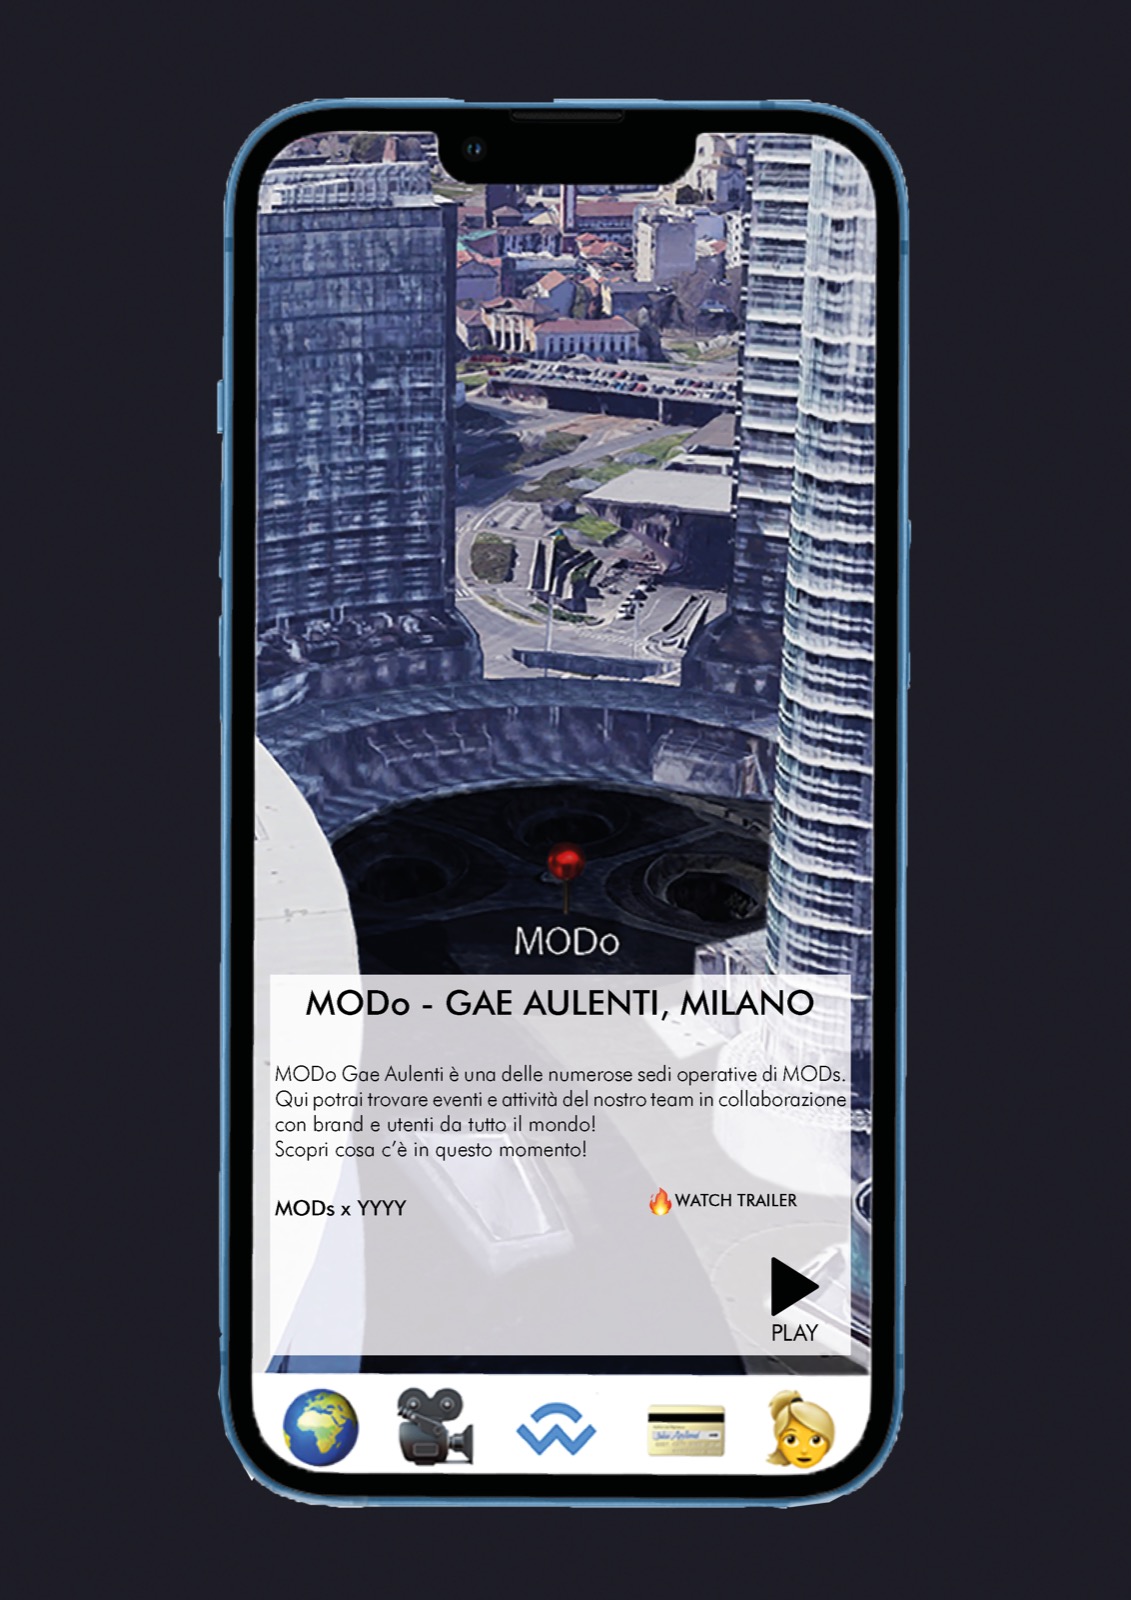 MODo
MODo - GAE AULENTI, MILANO
MODo Gae Aulenti è una delle numerose sedi operative di MODs.
Qui potrai trovare eventi e attività del nostro team in collaborazione
con brand e utenti da tutto il mondo!
Scopri cosa c’è in questo momento!
MODs x YYYY
🔥WATCH TRAILER
PLAY